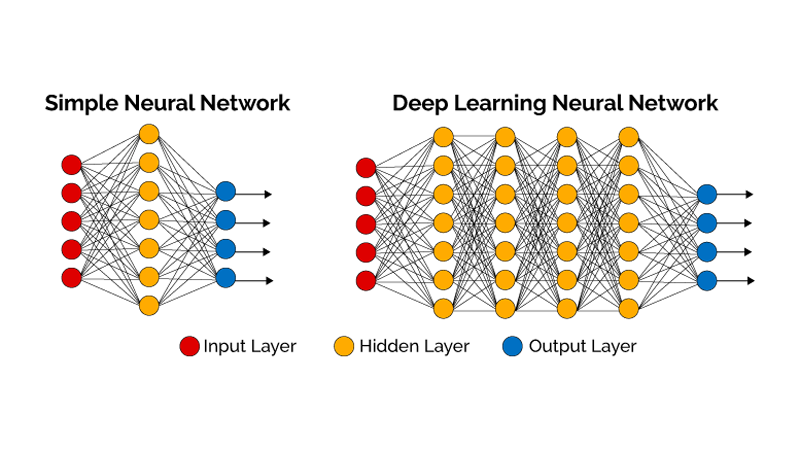 Simple Neural Network
Deep Learning Neural Network
Input Layer
Hidden Layer
Output Layer